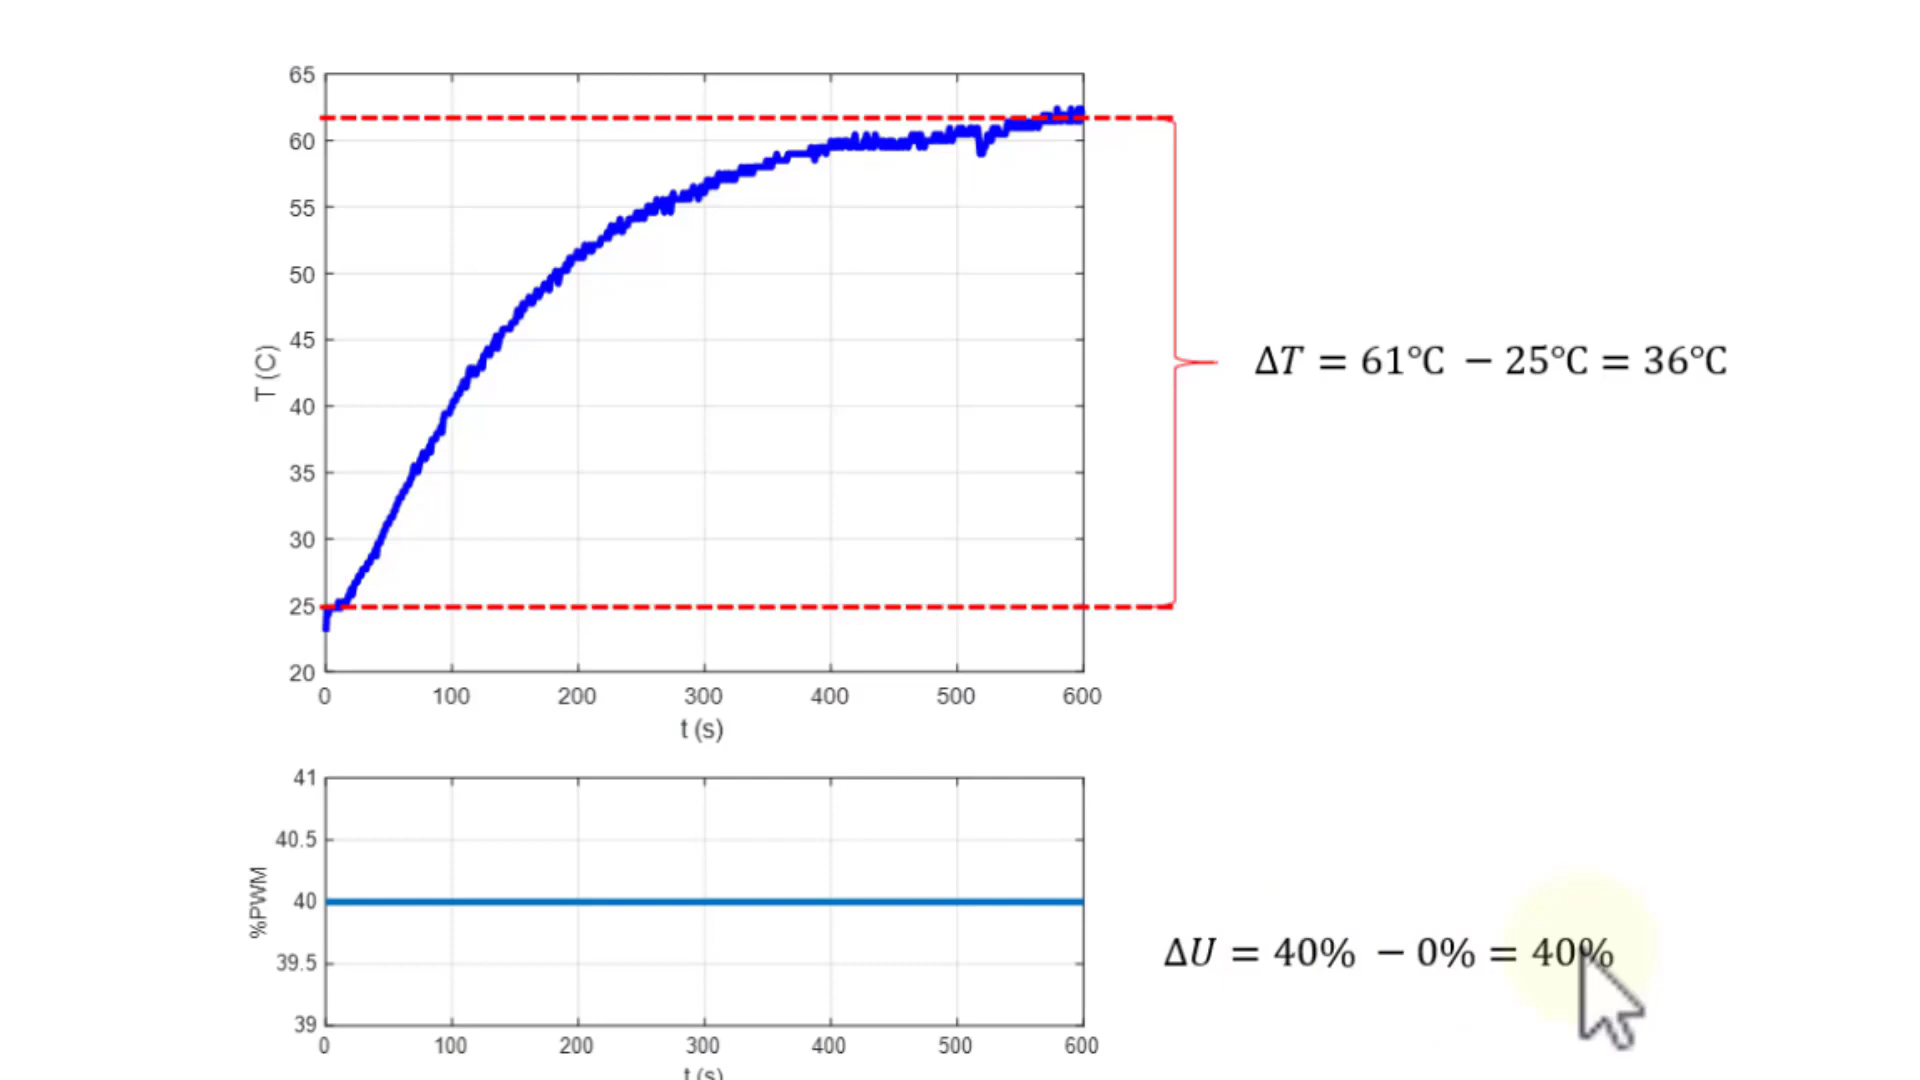 65
60
55
50
45
40
35
30
25
20
T (C)
0 100 200 300 400 500 600
t (s)
ΔT = 61°C − 25°C = 36°C
41
40.5
40
39.5
39
%PWM
0 100 200 300 400 500 600
t (s)
ΔU = 40% − 0% = 40%